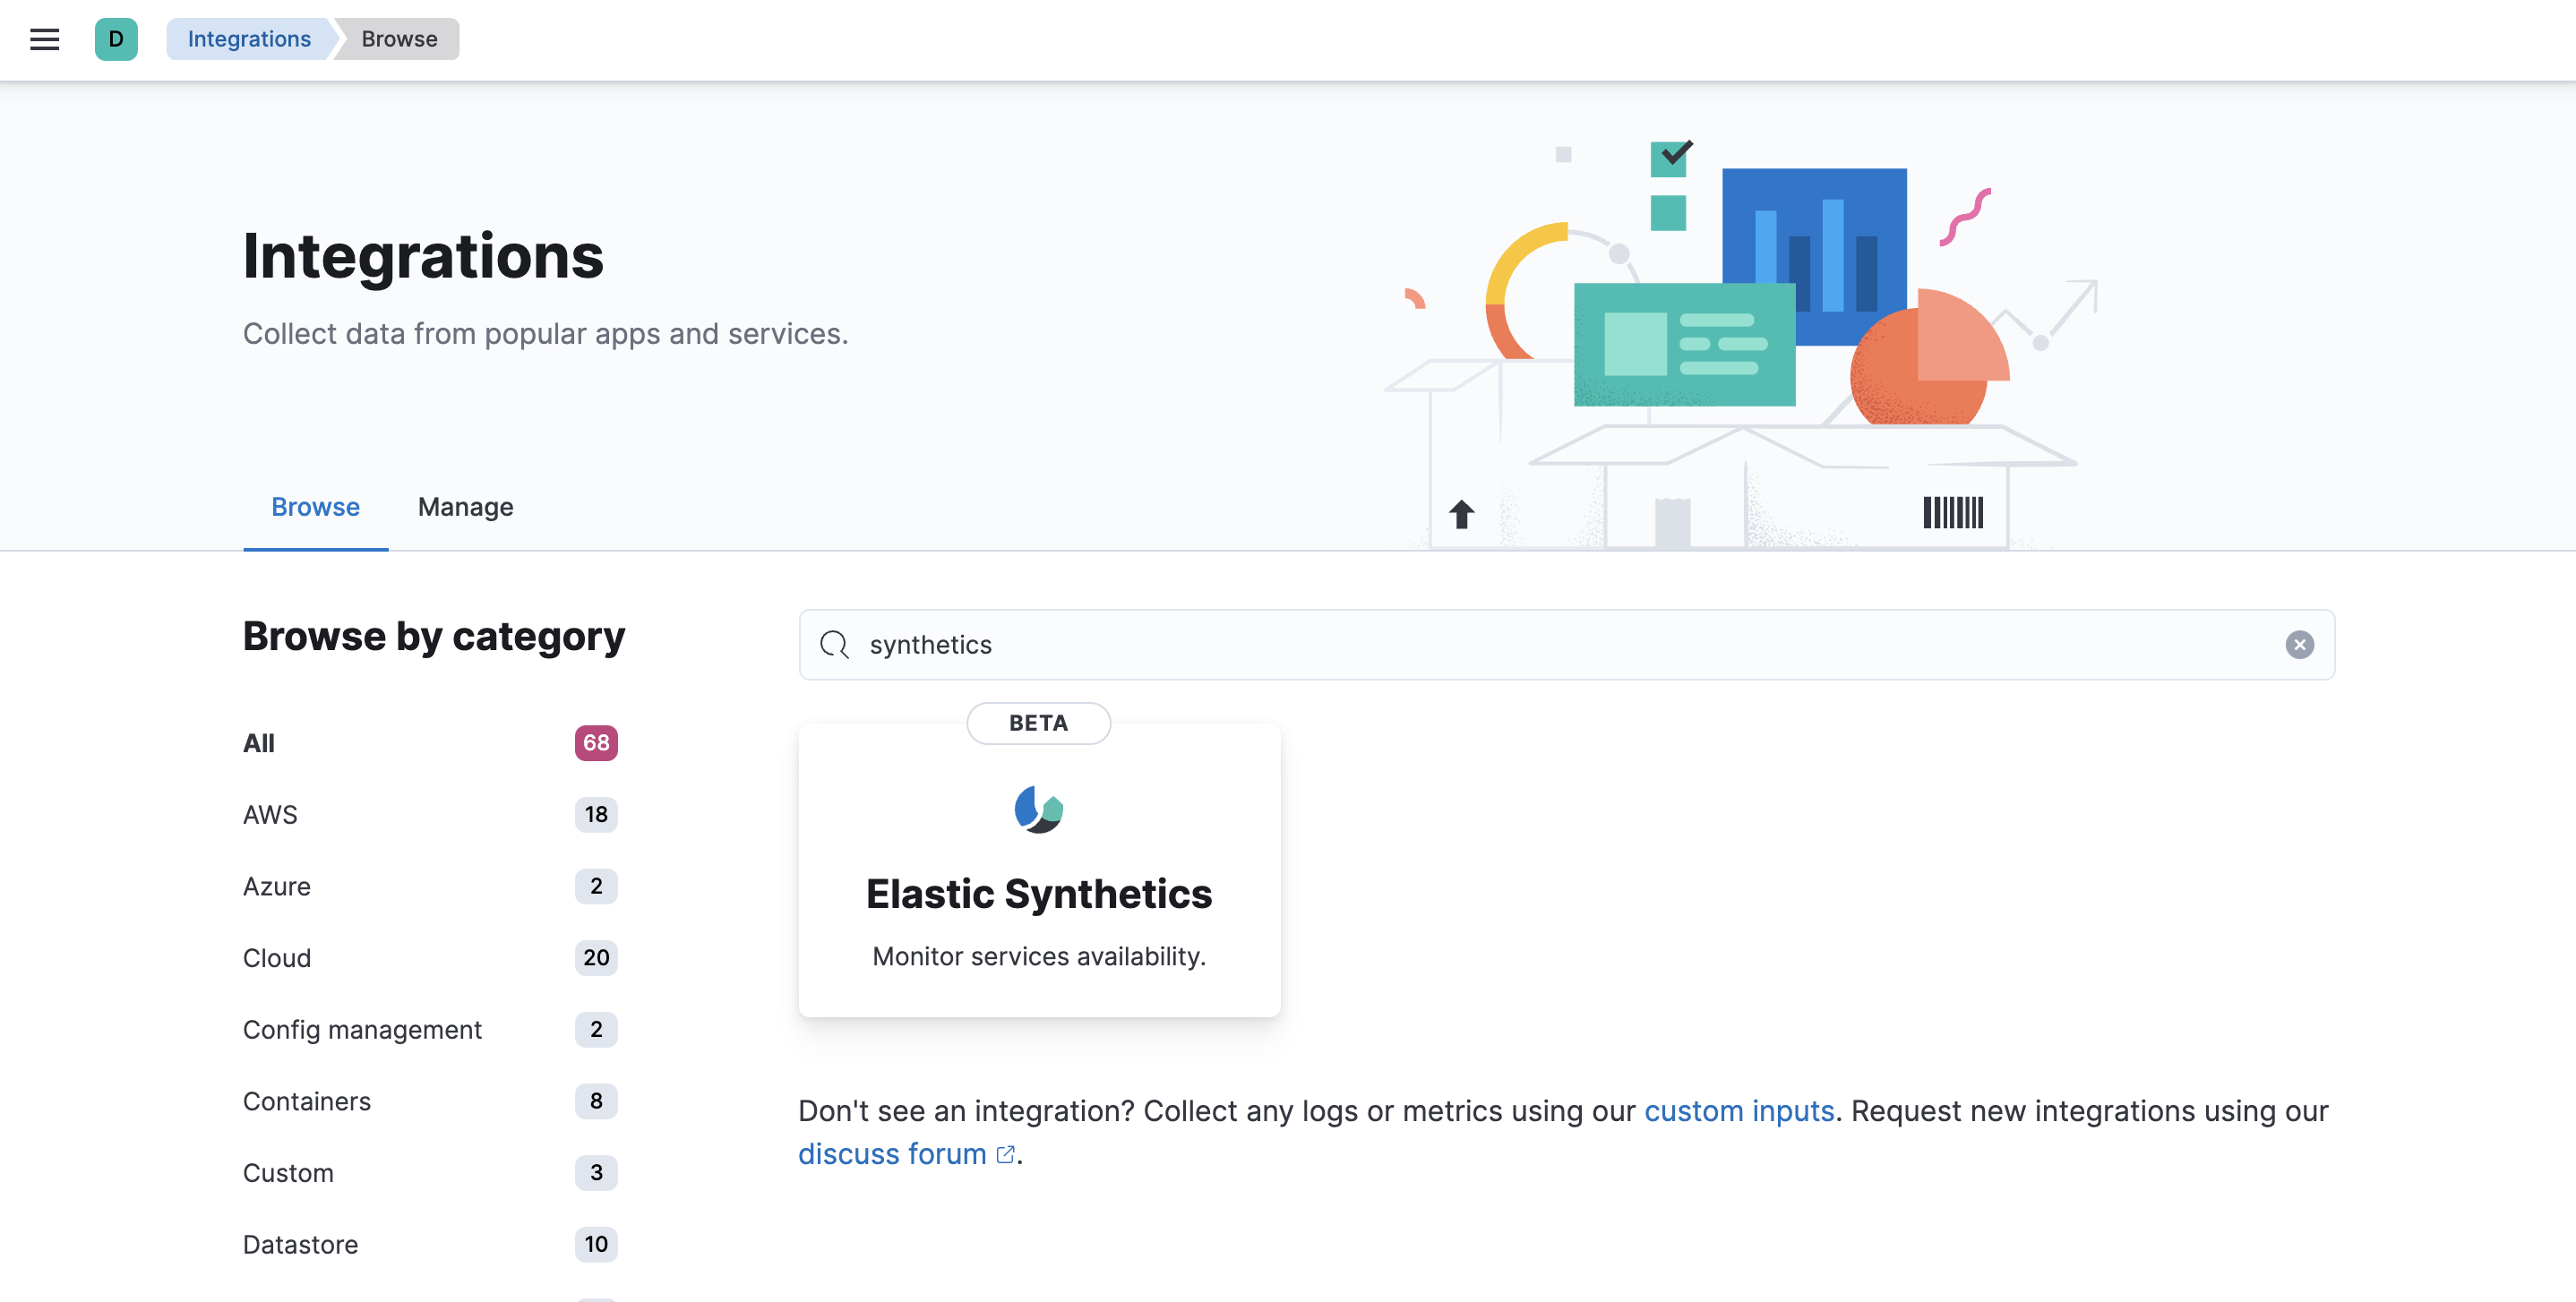 D
Integrations
Browse
Integrations
Collect data from popular apps and services.
Browse
Manage
Browse by category
All 68
AWS 18
Azure 2
Cloud 20
Config management 2
Containers 8
Custom 3
Datastore 10
synthetics
BETA
Elastic Synthetics
Monitor services availability.
Don't see an integration? Collect any logs or metrics using our custom inputs. Request new integrations using our
discuss forum.